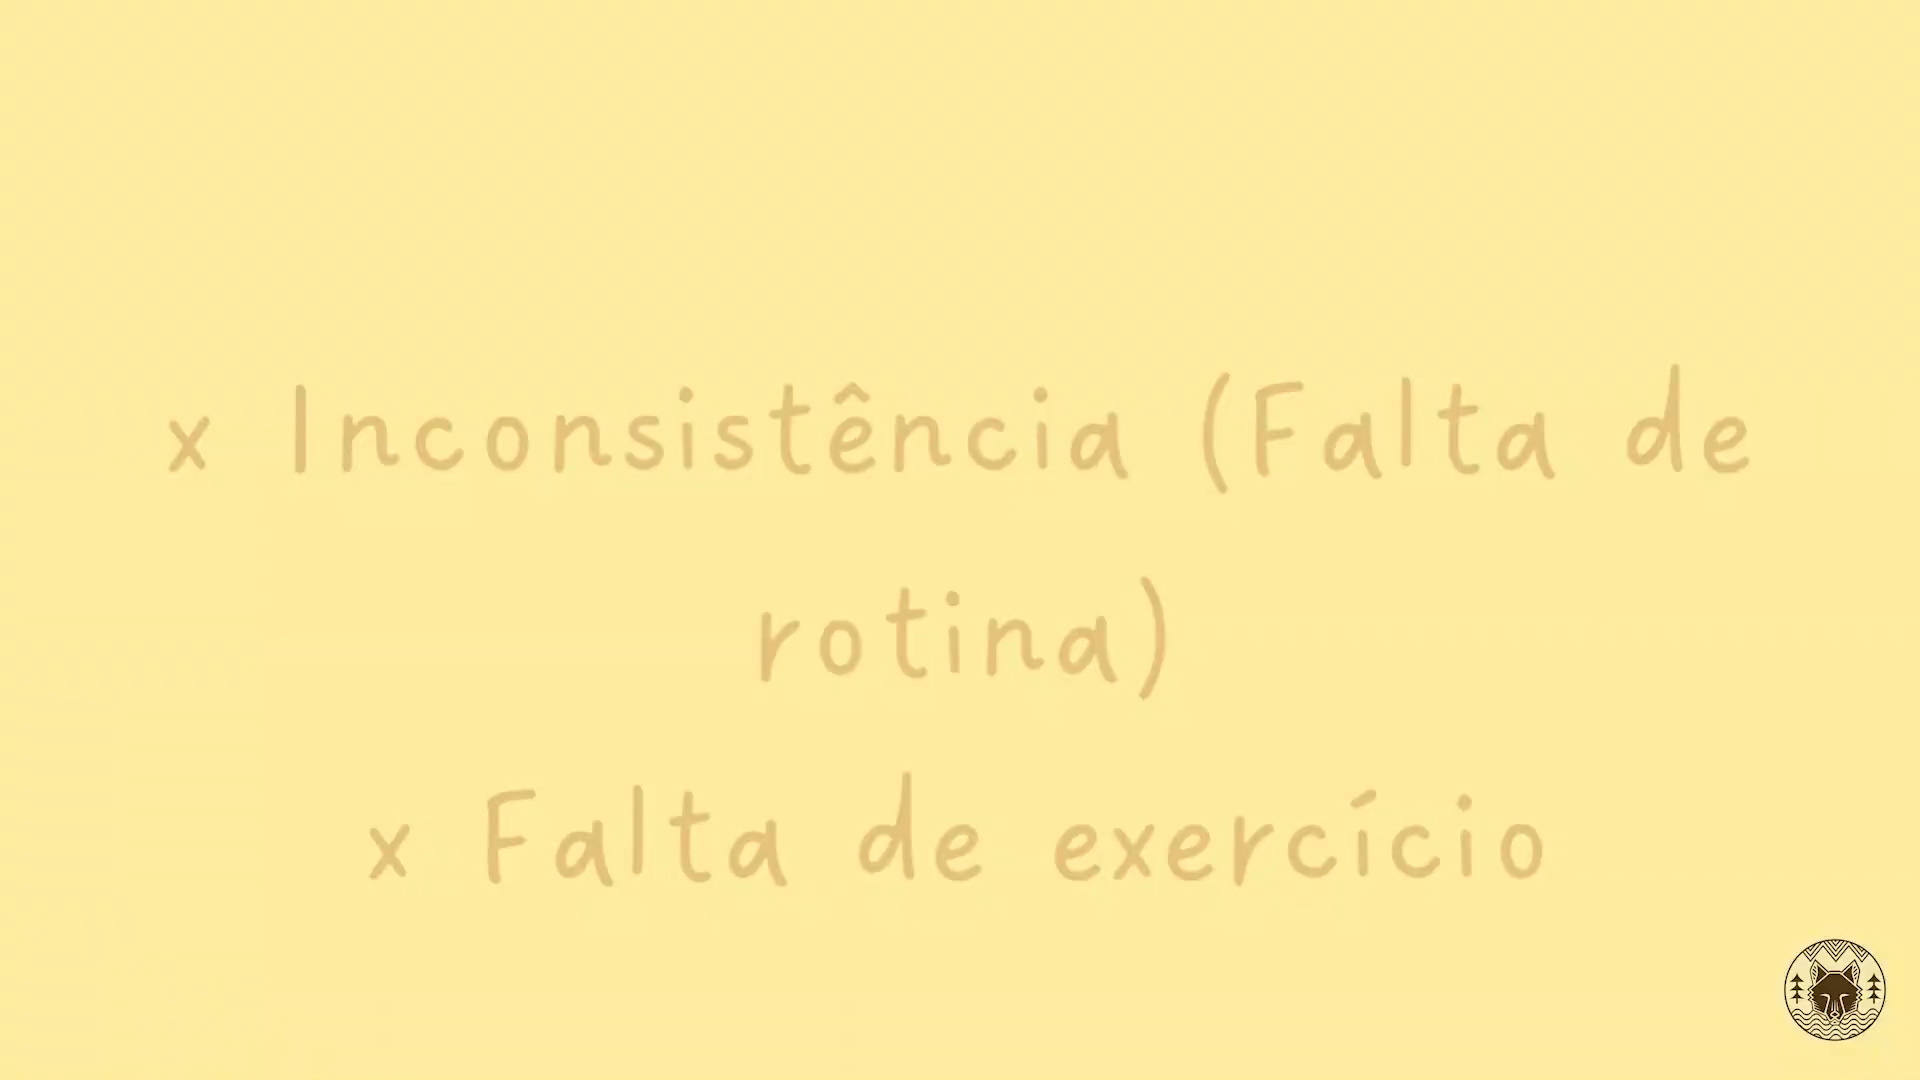 x Inconsistência (Falta de
rotina)
x Falta de exercício